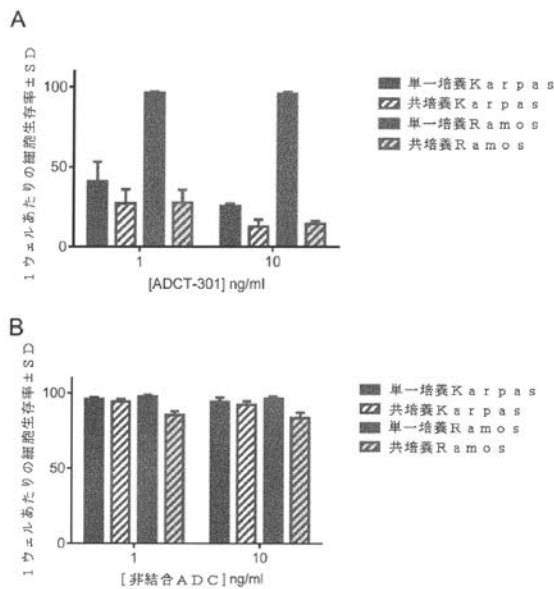 A
1ウェルあたりの細胞生存率±SD
100
50
0
1
10
[ADCT-301] ng/ml
単一培養Karpas
共培養Karpas
単一培養Ramos
共培養Ramos
B
1ウェルあたりの細胞生存率±SD
100
50
0
1
10
[非結合ADC] ng/ml
単一培養Karpas
共培養Karpas
単一培養Ramos
共培養Ramos